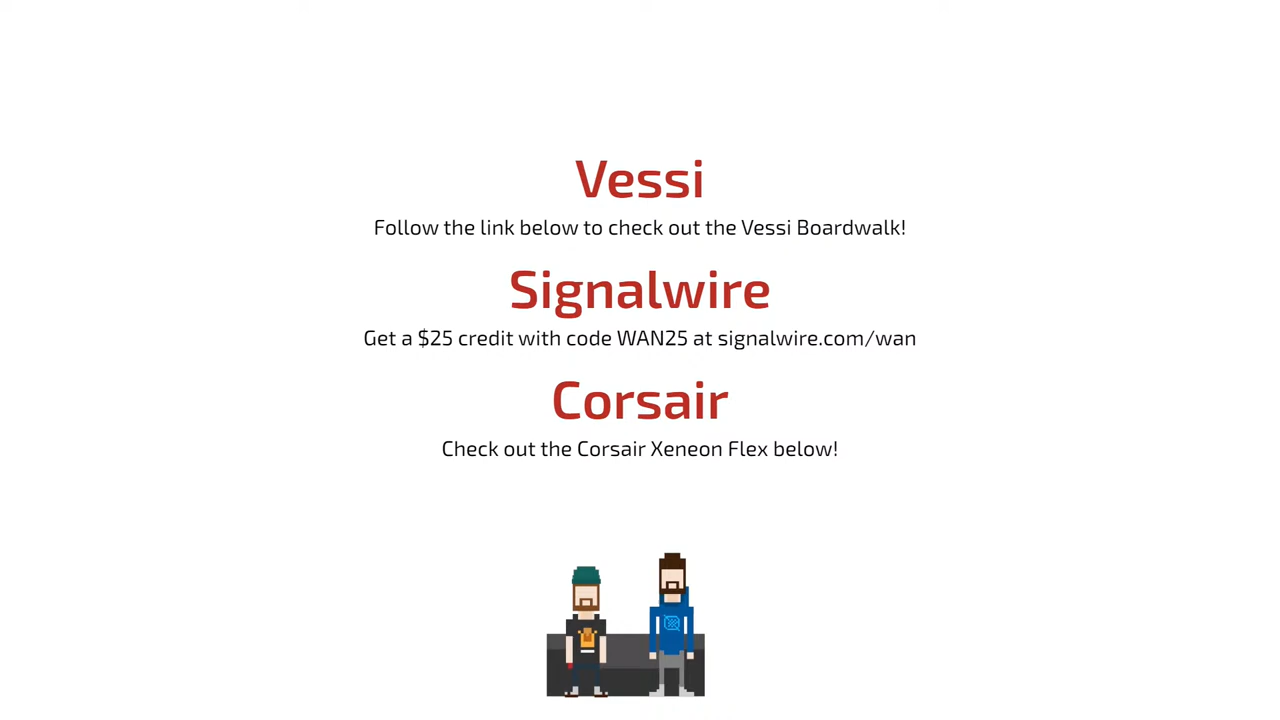 Vessi
Follow the link below to check out the Vessi Boardwalk!
Signalwire
Get a $25 credit with code WAN25 at signalwire.com/wan
Corsair
Check out the Corsair Xeneon Flex below!